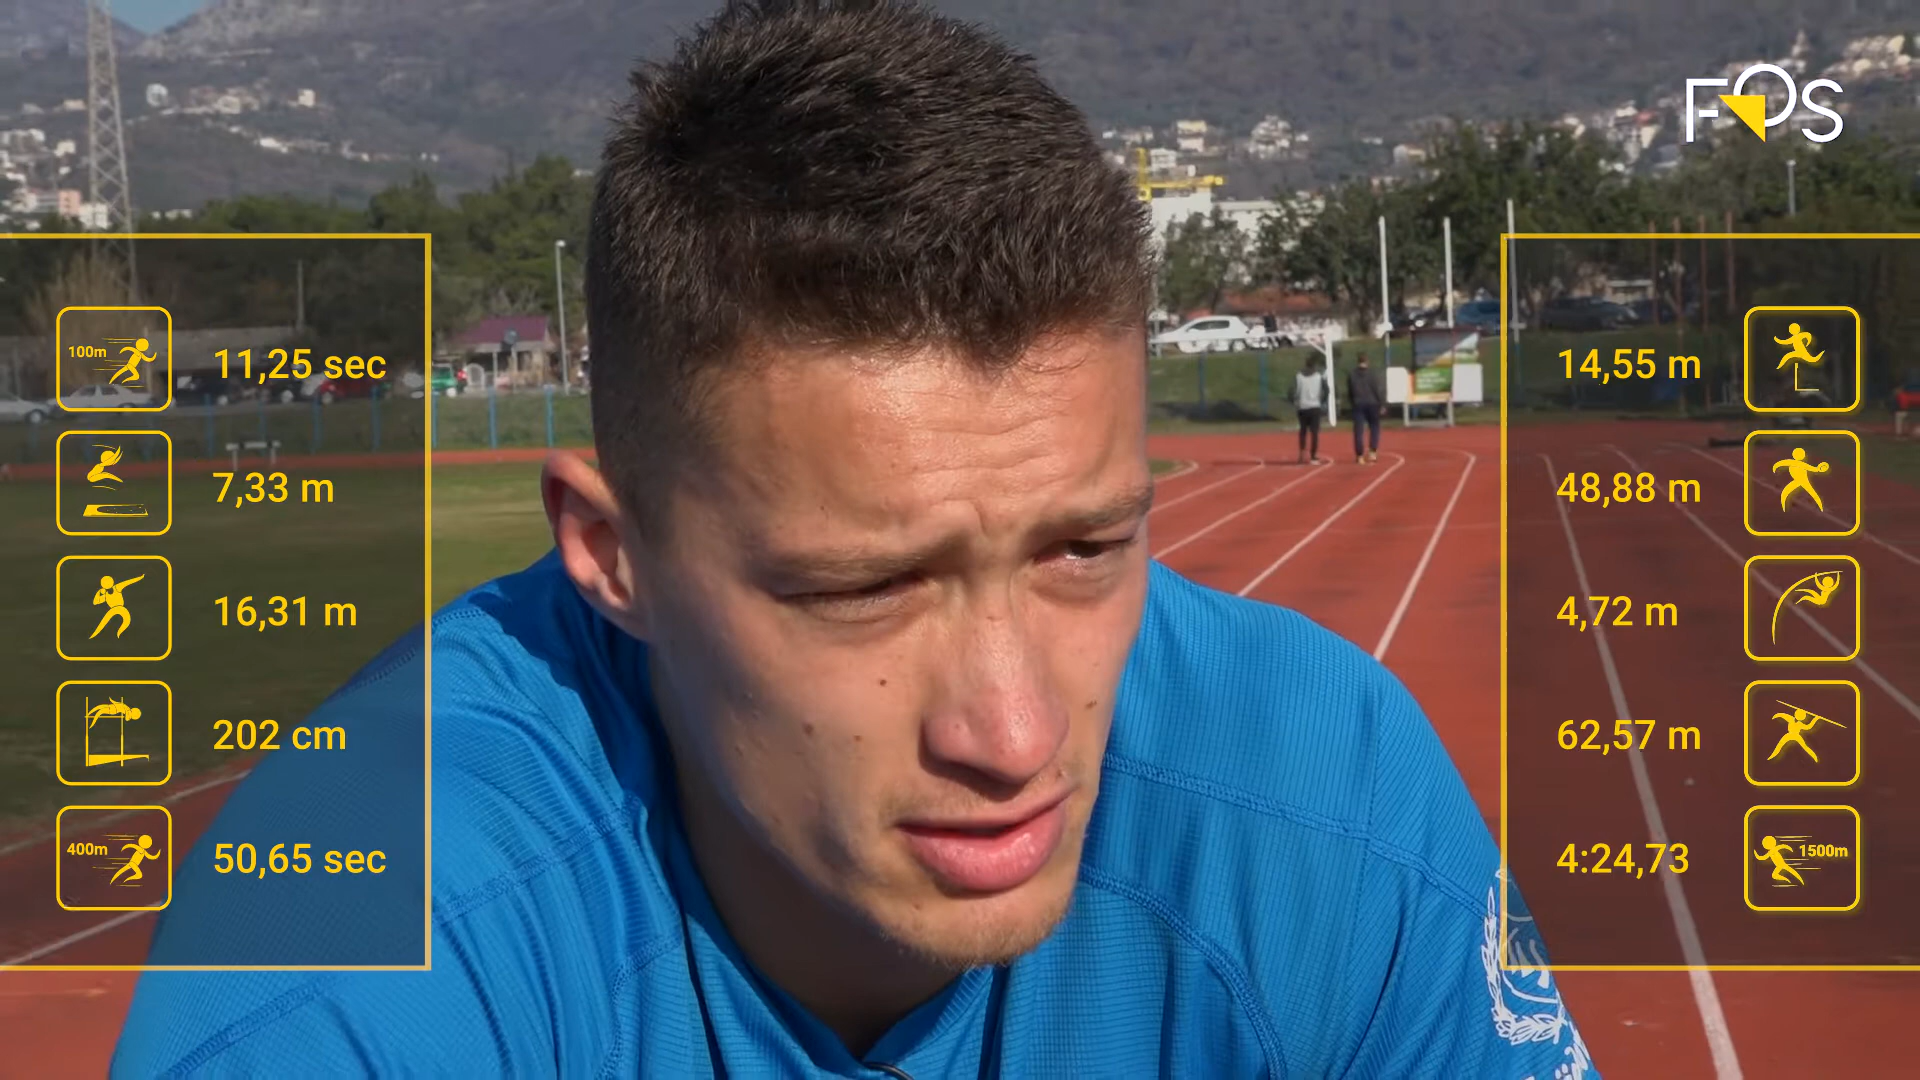 FOS
100m
11,25 sec
7,33 m
16,31 m
202 cm
400m
50,65 sec
14,55 m
48,88 m
4,72 m
62,57 m
4:24,73
1500m